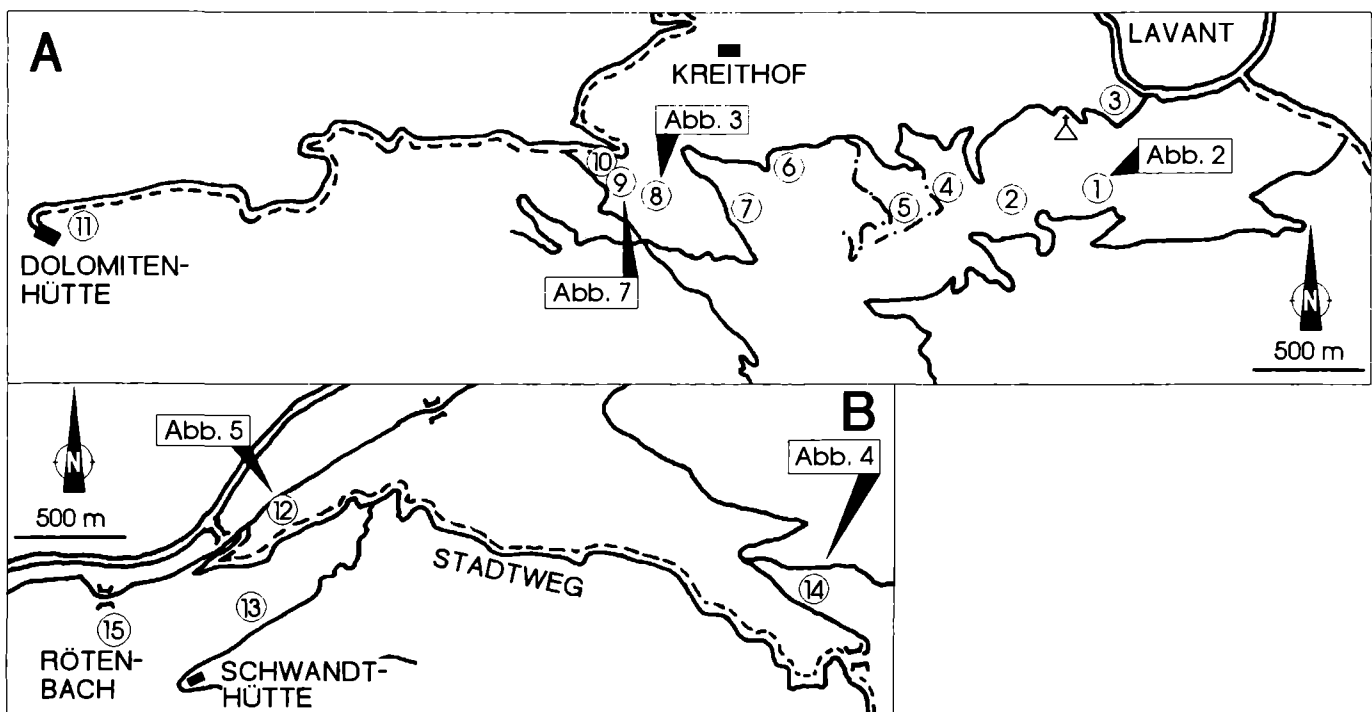 A
LAVANT
KREITHOF
Abb. 3
3
Abb. 2
10
9
8
6
7
5
4
2
1
11
DOLOMITEN-
HÜTTE
Abb. 7
N
500 m
B
Abb. 5
Abb. 4
N
500 m
12
STADTWEG
14
13
15
RÖTEN-
BACH
SCHWANDT-
HÜTTE